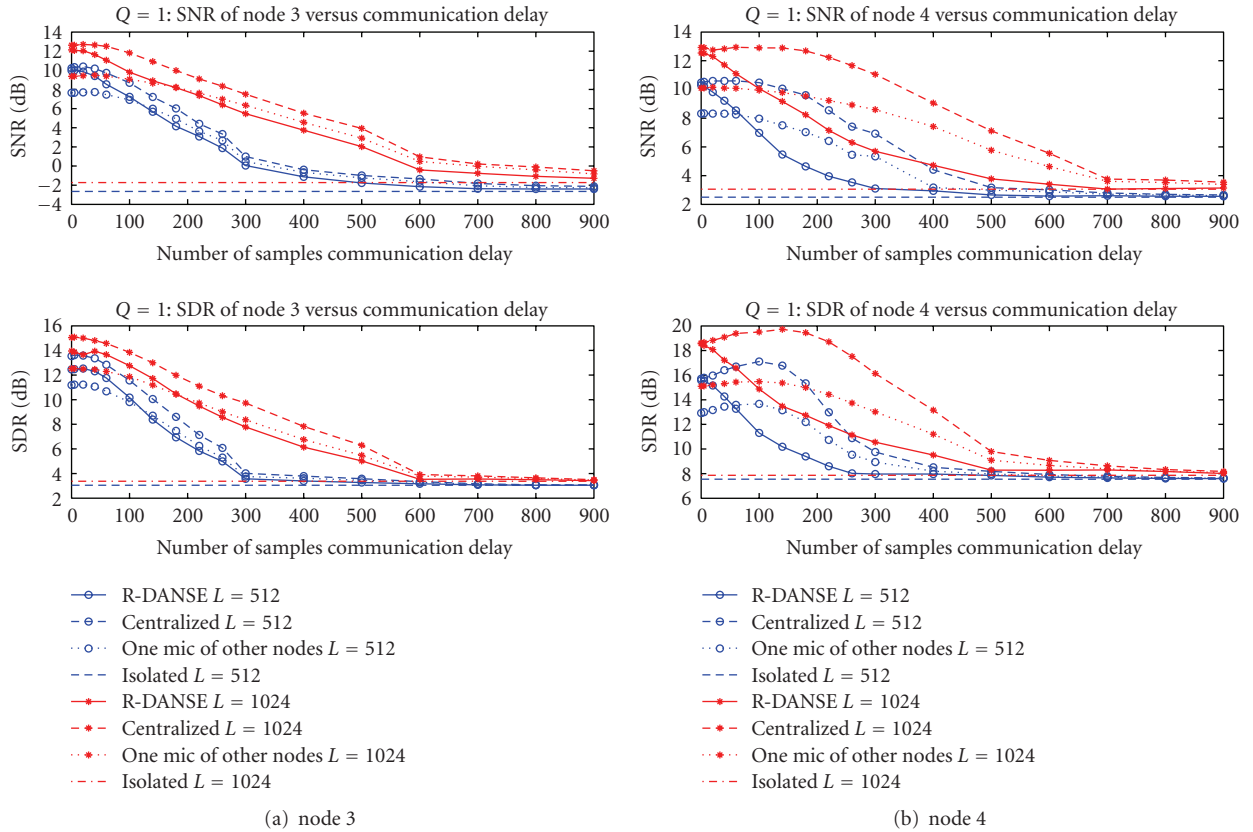 Q = 1: SNR of node 3 versus communication delay
14
12
10
8
6
4
2
0
−2
−4
SNR (dB)
0 100 200 300 400 500 600 700 800 900
Number of samples communication delay
Q = 1: SDR of node 3 versus communication delay
16
14
12
10
8
6
4
2
SDR (dB)
0 100 200 300 400 500 600 700 800 900
Number of samples communication delay
R-DANSE L = 512
Centralized L = 512
One mic of other nodes L = 512
Isolated L = 512
R-DANSE L = 1024
Centralized L = 1024
One mic of other nodes L = 1024
Isolated L = 1024
(a) node 3
Q = 1: SNR of node 4 versus communication delay
14
12
10
8
6
4
2
SNR (dB)
0 100 200 300 400 500 600 700 800 900
Number of samples communication delay
Q = 1: SDR of node 4 versus communication delay
20
18
16
14
12
10
8
6
SDR (dB)
0 100 200 300 400 500 600 700 800 900
Number of samples communication delay
R-DANSE L = 512
Centralized L = 512
One mic of other nodes L = 512
Isolated L = 512
R-DANSE L = 1024
Centralized L = 1024
One mic of other nodes L = 1024
Isolated L = 1024
(b) node 4